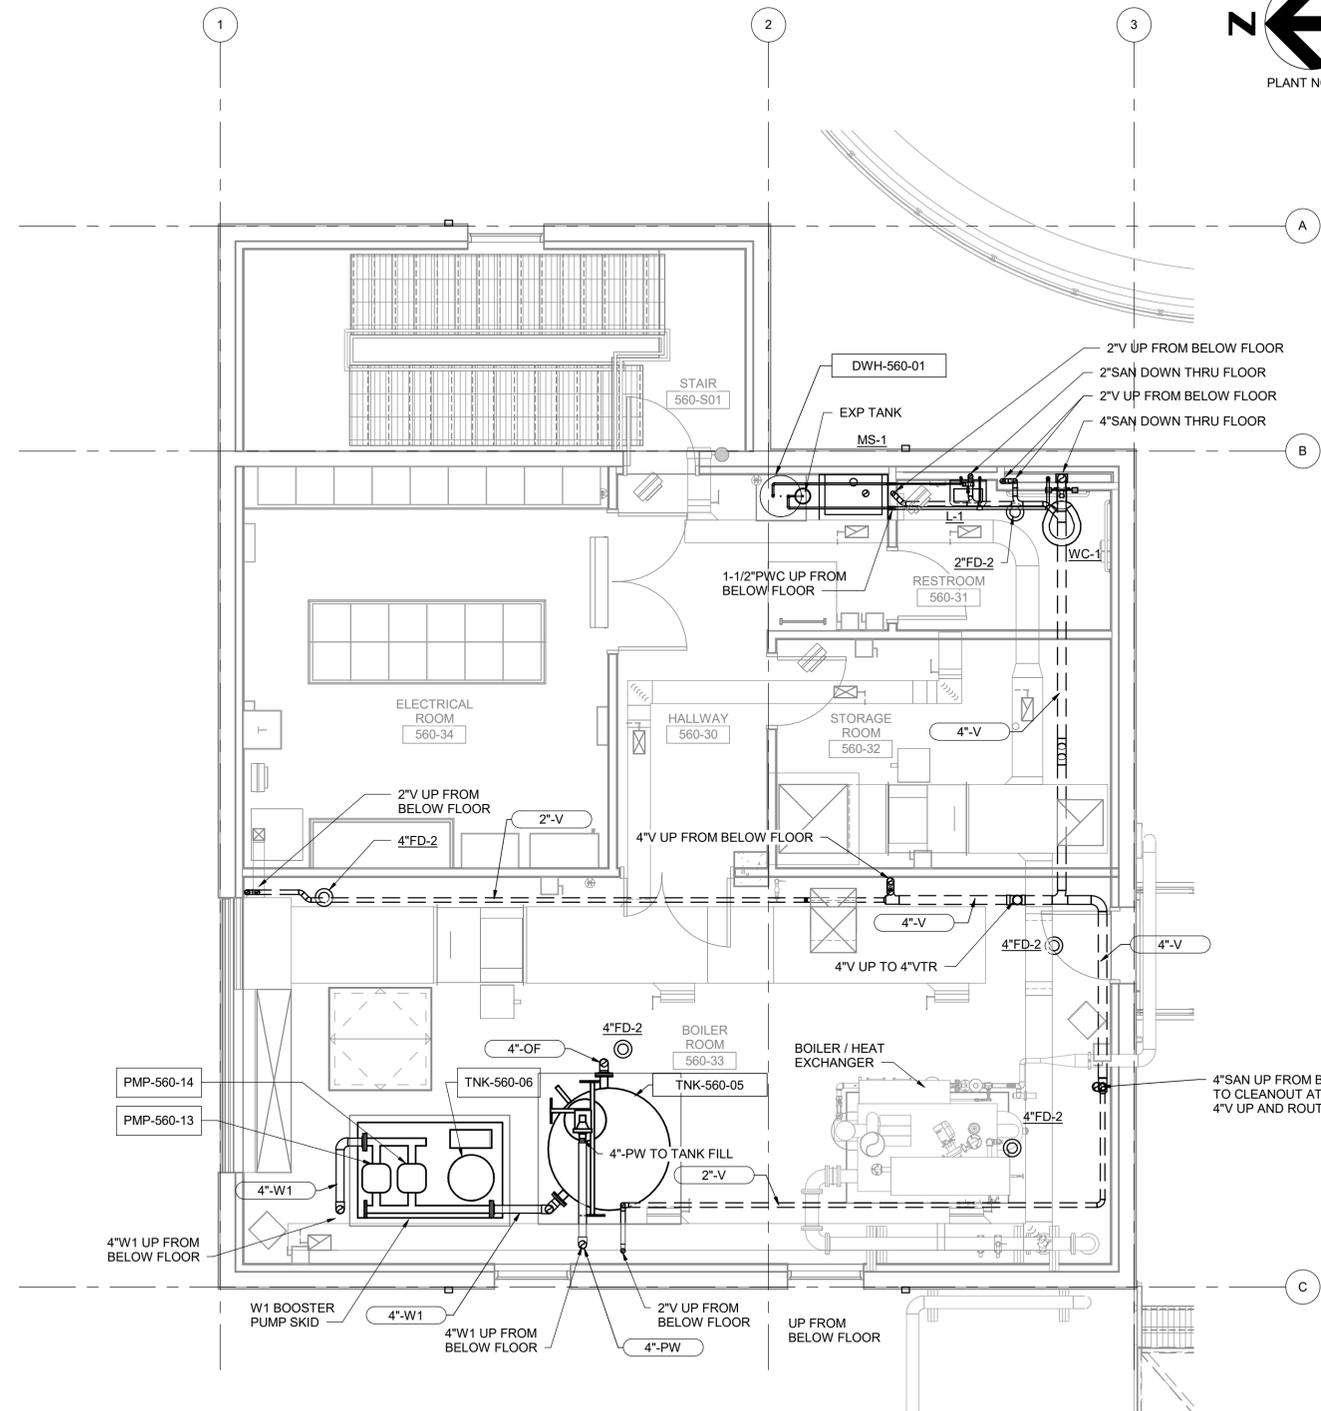 1
2
3
N
PLANT NO
A
2"V UP FROM BELOW FLOOR
DWH-560-01
2"SAN DOWN THRU FLOOR
STAIR
560-S01
2"V UP FROM BELOW FLOOR
EXP TANK
4"SAN DOWN THRU FLOOR
MS-1
B
L-1
WC-1
2"FD-2
1-1/2"PWC UP FROM
BELOW FLOOR
RESTROOM
560-31
ELECTRICAL
ROOM
560-34
HALLWAY
560-30
STORAGE
ROOM
560-32
4"-V
T
2"V UP FROM
BELOW FLOOR
2"-V
4"FD-2
4"V UP FROM BELOW FLOOR
4"-V
4"FD-2
4"-V
4"V UP TO 4"VTR
4"FD-2
4"-OF
BOILER
ROOM
560-33
BOILER / HEAT
EXCHANGER
PMP-560-14
TNK-560-06
TNK-560-05
4"SAN UP FROM B
TO CLEANOUT AT
4"V UP AND ROUT
PMP-560-13
4"FD-2
4"-PW TO TANK FILL
2"-V
4"-W1
4"W1 UP FROM
BELOW FLOOR
C
W1 BOOSTER
PUMP SKID
4"-W1
4"W1 UP FROM
BELOW FLOOR
2"V UP FROM
BELOW FLOOR
4"-PW
UP FROM
BELOW FLOOR